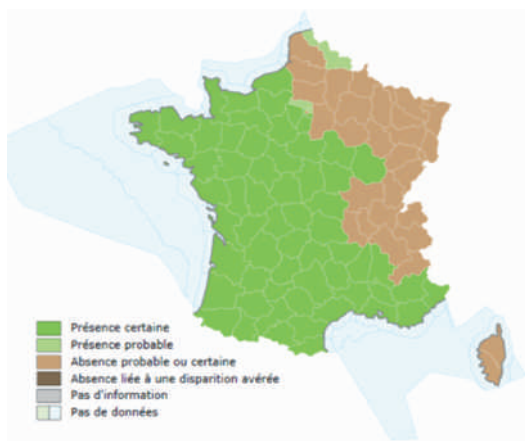 Présence certaine
Présence probable
Absence probable ou certaine
Absence liée à une disparition avérée
Pas d'information
Pas de données